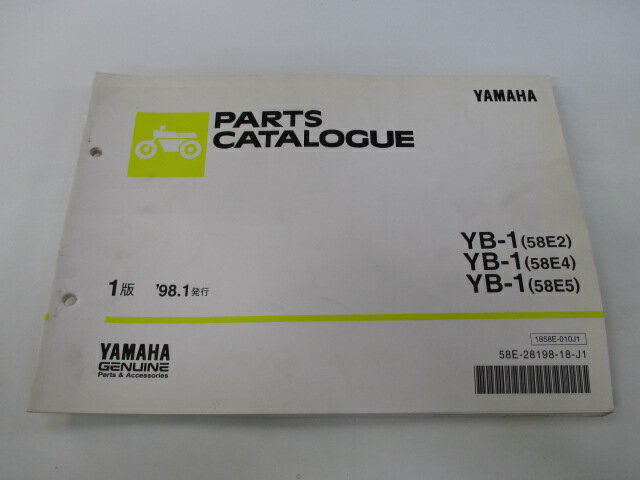 YAMAHA
PARTS
CATALOGUE
YB-1 (58E2)
YB-1 (58E4)
YB-1 (58E5)
1版 '98.1発行
1858E-010J1
58E-28198-18-J1
YAMAHA
GENUINE
Parts & Accessories